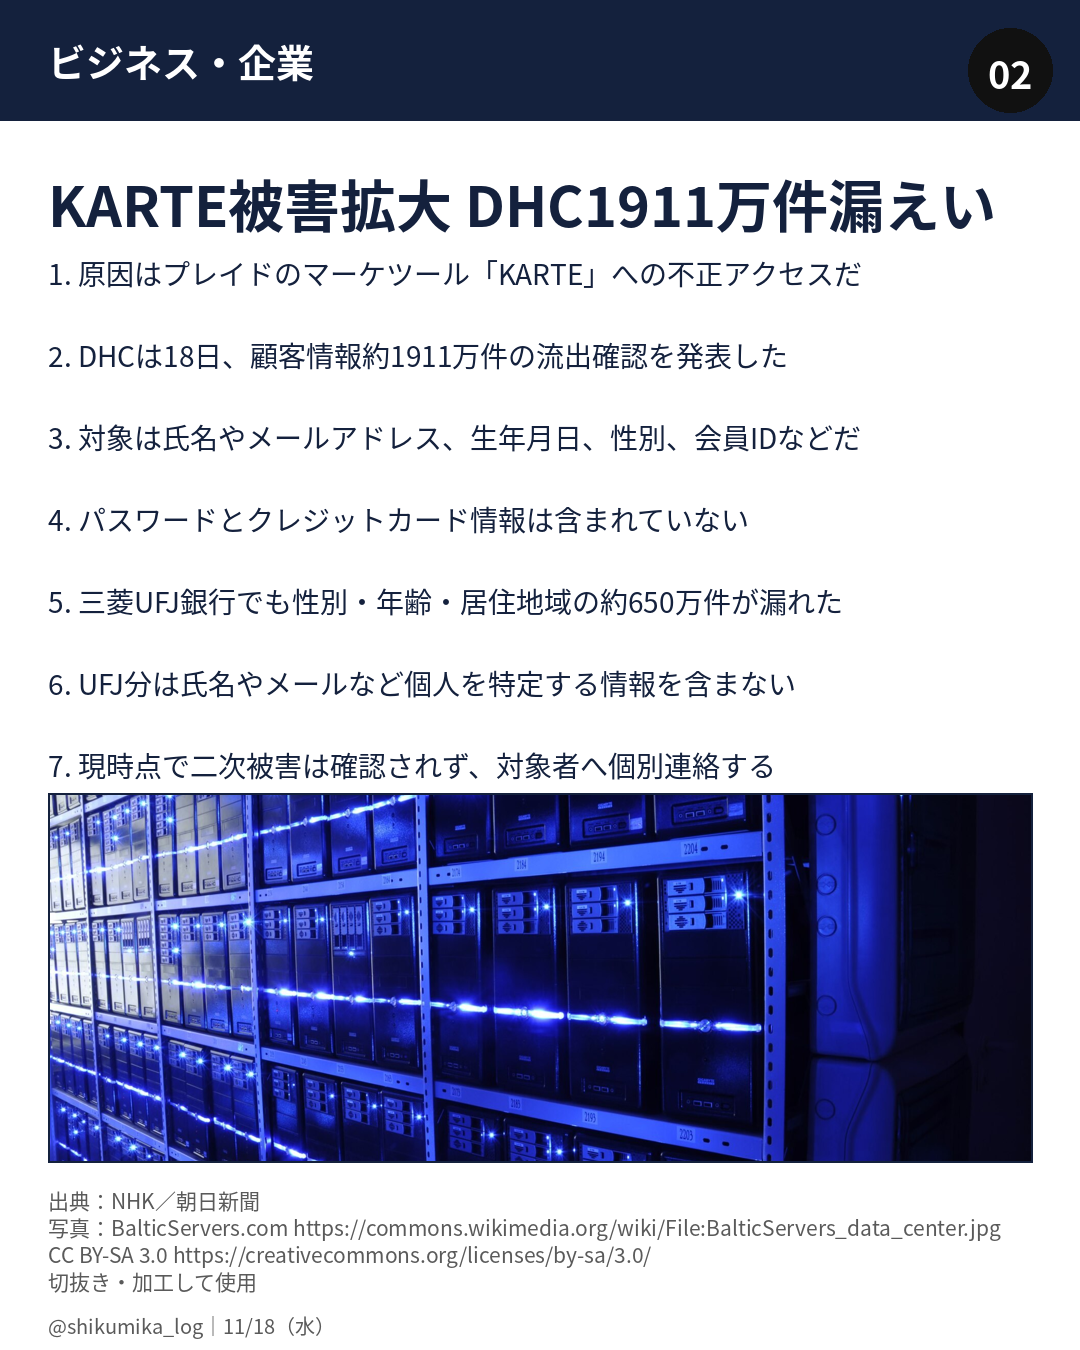 ビジネス・企業
02
KARTE被害拡大 DHC1911万件漏えい
1. 原因はプレイドのマーケツール「KARTE」への不正アクセスだ
2. DHCは18日、顧客情報約1911万件の流出確認を発表した
3. 対象は氏名やメールアドレス、生年月日、性別、会員IDなどだ
4. パスワードとクレジットカード情報は含まれていない
5. 三菱UFJ銀行でも性別・年齢・居住地域の約650万件が漏れた
6. UFJ分は氏名やメールなど個人を特定する情報を含まない
7. 現時点で二次被害は確認されず、対象者へ個別連絡する
2184
2194
2204
2185
2193
2203
出典：NHK／朝日新聞
写真：BalticServers.com https://commons.wikimedia.org/wiki/File:BalticServers_data_center.jpg
CC BY-SA 3.0 https://creativecommons.org/licenses/by-sa/3.0/
切抜き・加工して使用
@shikumika_log｜11/18（水）